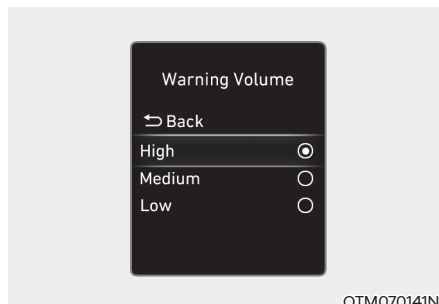 Warning Volume
Back
High
Medium
Low
OTM070141N